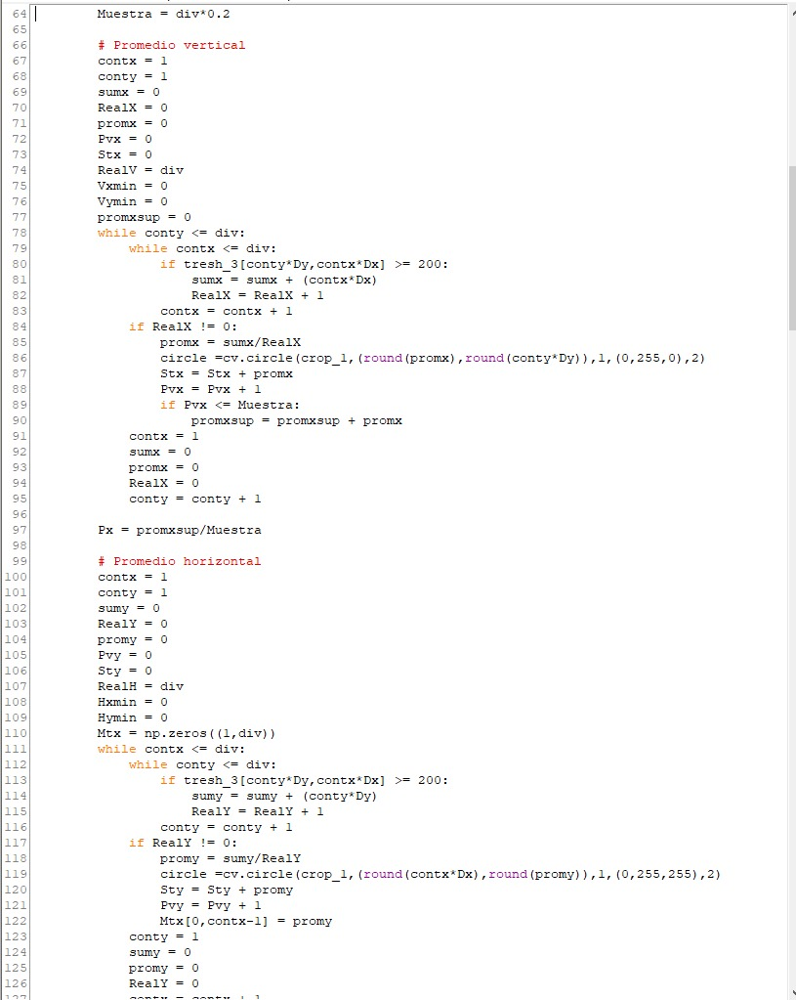 64 Muestra = div*0.2
65
66 # Promedio vertical
67 contx = 1
68 conty = 1
69 sumx = 0
70 RealX = 0
71 promx = 0
72 Pvx = 0
73 Stx = 0
74 RealV = div
75 Vxmin = 0
76 Vymin = 0
77 promxsup = 0
78 while conty <= div:
79 while contx <= div:
80 if tresh_3[conty*Dy,contx*Dx] >= 200:
81 sumx = sumx + (contx*Dx)
82 RealX = RealX + 1
83 contx = contx + 1
84 if RealX != 0:
85 promx = sumx/RealX
86 circle =cv.circle(crop_1,(round(promx),round(conty*Dy)),1,(0,255,0),2)
87 Stx = Stx + promx
88 Pvx = Pvx + 1
89 if Pvx <= Muestra:
90 promxsup = promxsup + promx
91 contx = 1
92 sumx = 0
93 promx = 0
94 RealX = 0
95 conty = conty + 1
96
97 Px = promxsup/Muestra
98
99 # Promedio horizontal
100 contx = 1
101 conty = 1
102 sumy = 0
103 RealY = 0
104 promy = 0
105 Pvy = 0
106 Sty = 0
107 RealH = div
108 Hxmin = 0
109 Hymin = 0
110 Mtx = np.zeros((1,div))
111 while contx <= div:
112 while conty <= div:
113 if tresh_3[conty*Dy,contx*Dx] >= 200:
114 sumy = sumy + (conty*Dy)
115 RealY = RealY + 1
116 conty = conty + 1
117 if RealY != 0:
118 promy = sumy/RealY
119 circle =cv.circle(crop_1,(round(contx*Dx),round(promy)),1,(0,255,255),2)
120 Sty = Sty + promy
121 Pvy = Pvy + 1
122 Mtx[0,contx-1] = promy
123 conty = 1
124 sumy = 0
125 promy = 0
126 RealY = 0
127 contx = contx + 1